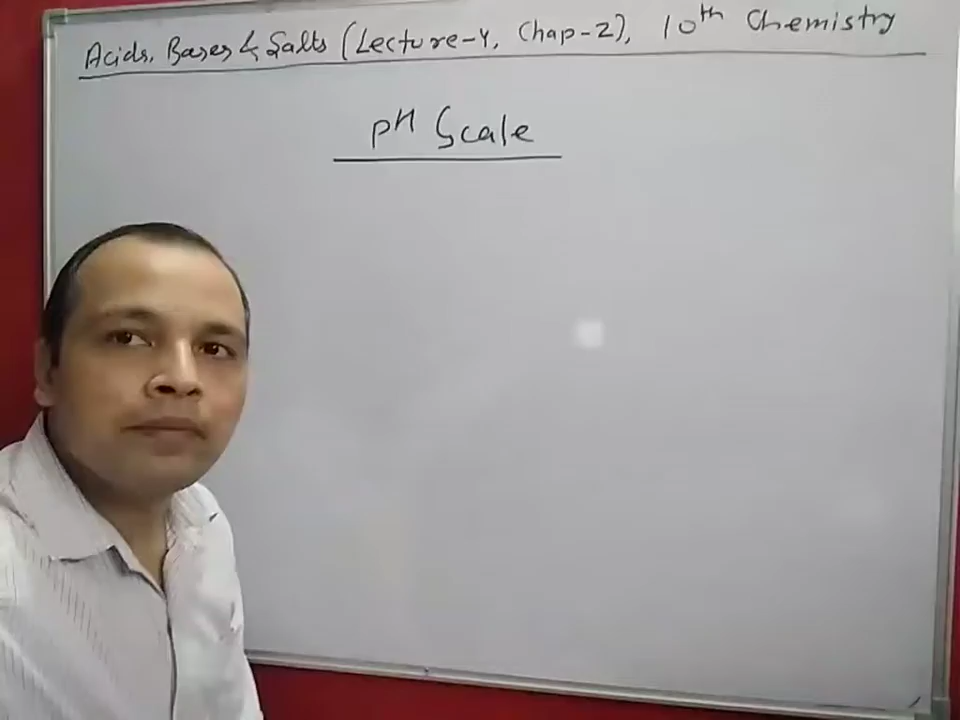 Acids, Bases & Salts (Lecture-4, Chap-2), 10th Chemistry
pH Scale